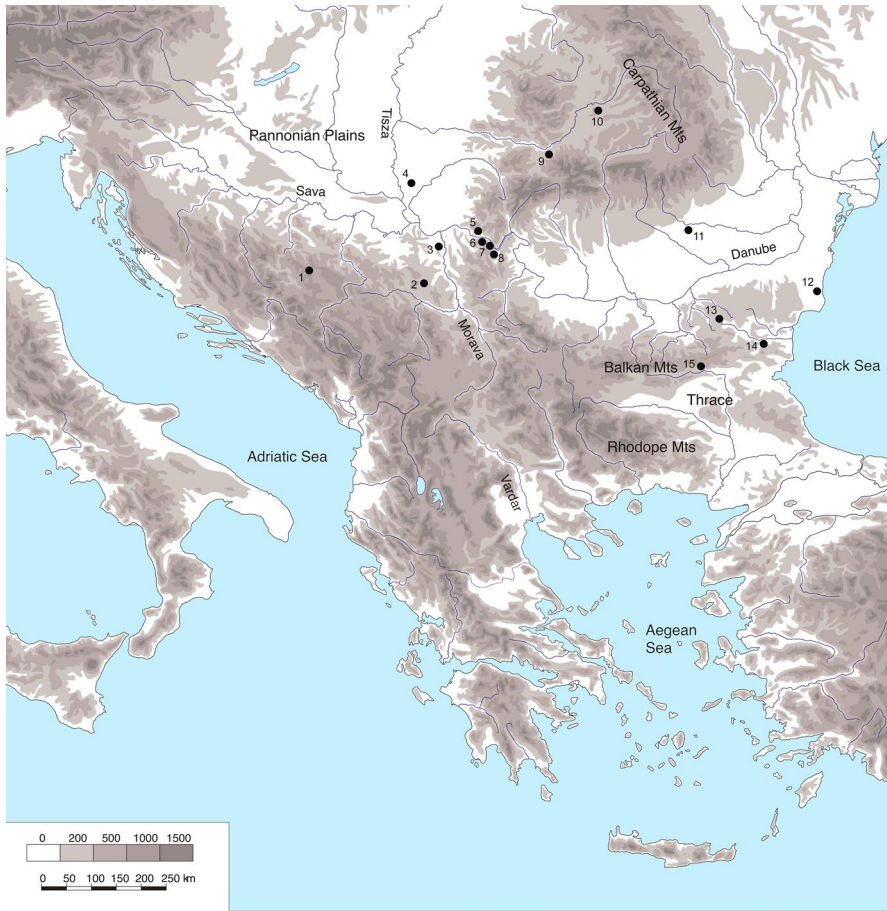 Carpathian Mts
10
Tisza
Pannonian Plains
9
4
Sava
5
11
6
3
7
8
Danube
1
2
12
13
Morava
14
15
Balkan Mts
Black Sea
Thrace
Rhodope Mts
Adriatic Sea
Vardar
Aegean
Sea
0 200 500 1000 1500
0 50 100 150 200 250 km